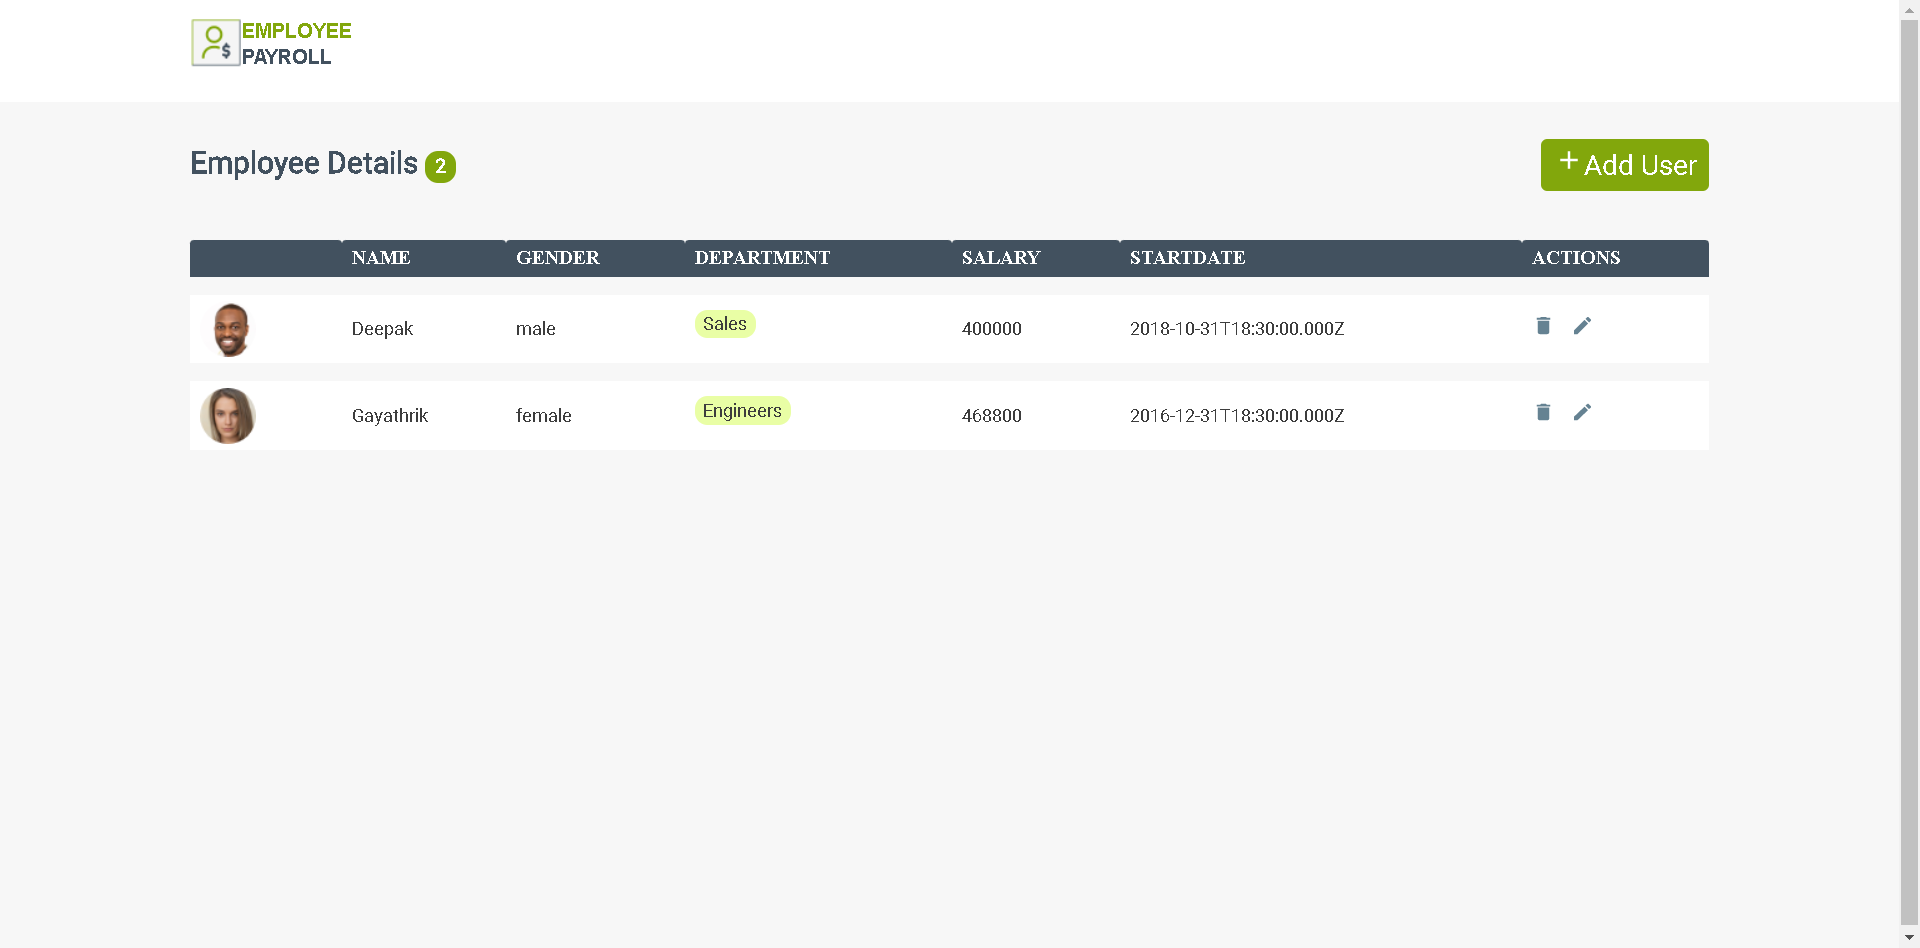 EMPLOYEE
PAYROLL
Employee Details 2
+ Add User
NAME GENDER DEPARTMENT SALARY STARTDATE ACTIONS
Deepak male Sales 400000 2018-10-31T18:30:00.000Z
Gayathrik female Engineers 468800 2016-12-31T18:30:00.000Z